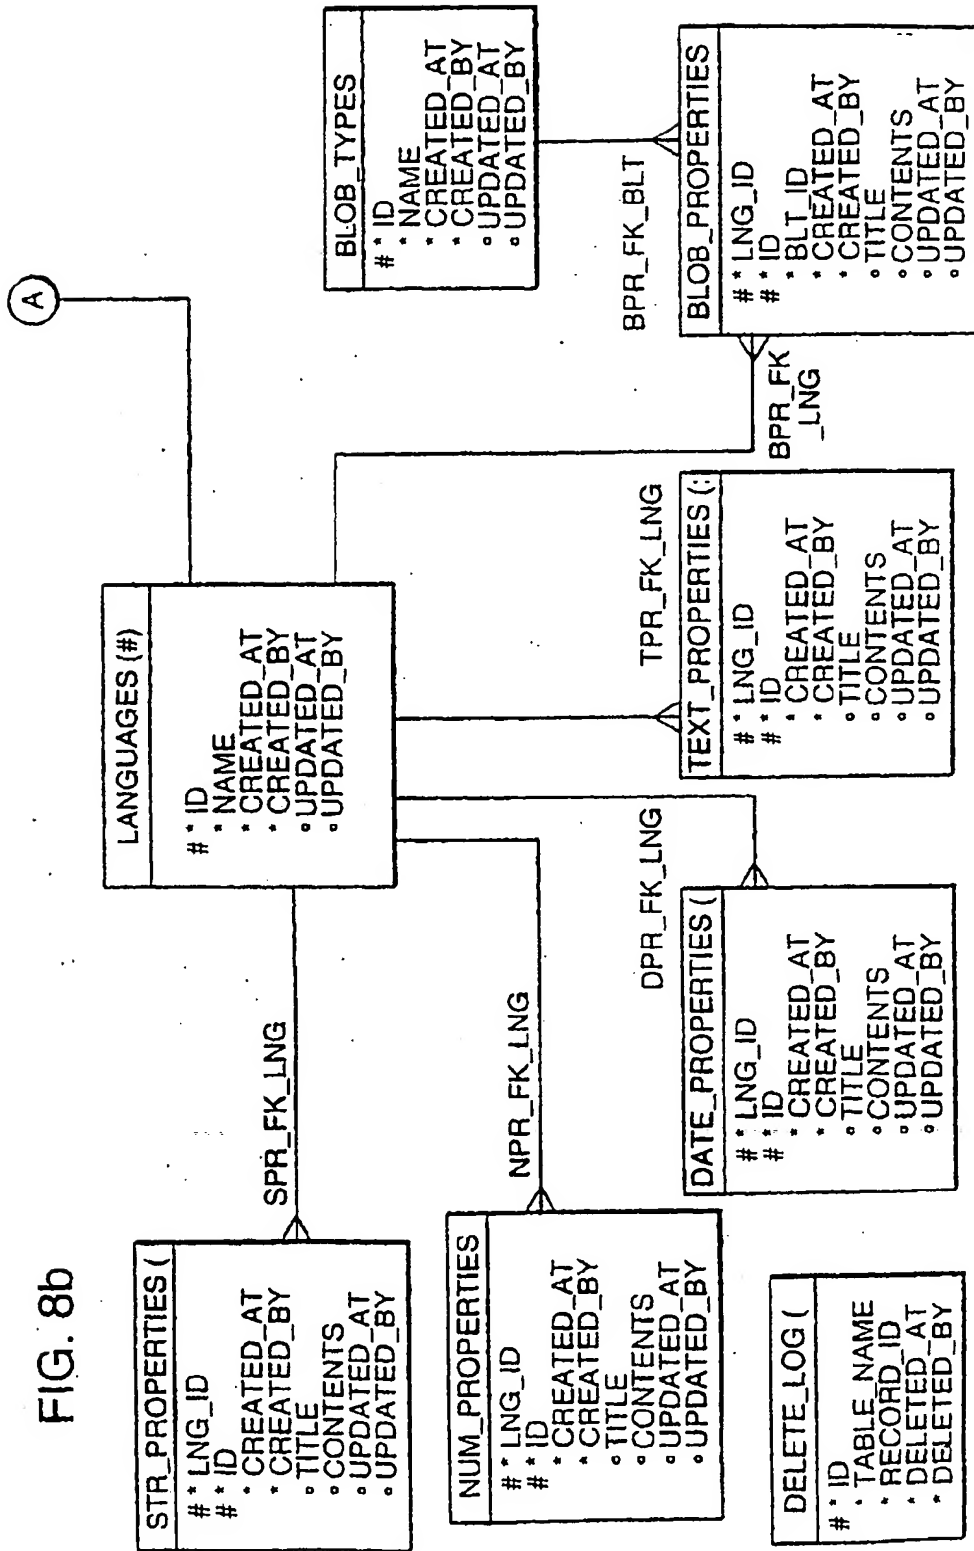 FIG. 8b
STR_PROPERTIES (
# * LNG_ID
# * ID
* CREATED_AT
* CREATED_BY
° TITLE
° CONTENTS
° UPDATED_AT
° UPDATED_BY
SPR_FK_LNG
LANGUAGES (#)
# * ID
* NAME
* CREATED_AT
* CREATED_BY
° UPDATED_AT
° UPDATED_BY
A
NUM_PROPERTIES
# * LNG_ID
# * ID
* CREATED_AT
* CREATED_BY
° TITLE
° CONTENTS
° UPDATED_AT
° UPDATED_BY
NPR_FK_LNG
BLOB_TYPES
# * ID
* NAME
* CREATED_AT
* CREATED_BY
° UPDATED_AT
° UPDATED_BY
DELETE_LOG (
# * ID
* TABLE_NAME
* RECORD_ID
* DELETED_AT
* DELETED_BY
DPR_FK_LNG
DATE_PROPERTIES (
# * LNG_ID
# * ID
* CREATED_AT
* CREATED_BY
° TITLE
° CONTENTS
° UPDATED_AT
° UPDATED_BY
TPR_FK_LNG
TEXT_PROPERTIES (:
# * LNG_ID
# * ID
* CREATED_AT
* CREATED_BY
° TITLE
° CONTENTS
° UPDATED_AT
° UPDATED_BY
BPR_FK
_LNG
BPR_FK_BLT
BLOB_PROPERTIES
# * LNG_ID
# * ID
* BLT_ID
* CREATED_AT
* CREATED_BY
° TITLE
° CONTENTS
° UPDATED_AT
° UPDATED_BY